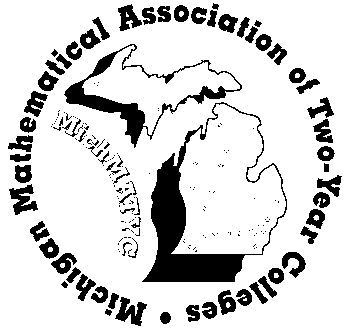 Michigan Mathematical Association of Two-Year Colleges •
MichMATYC